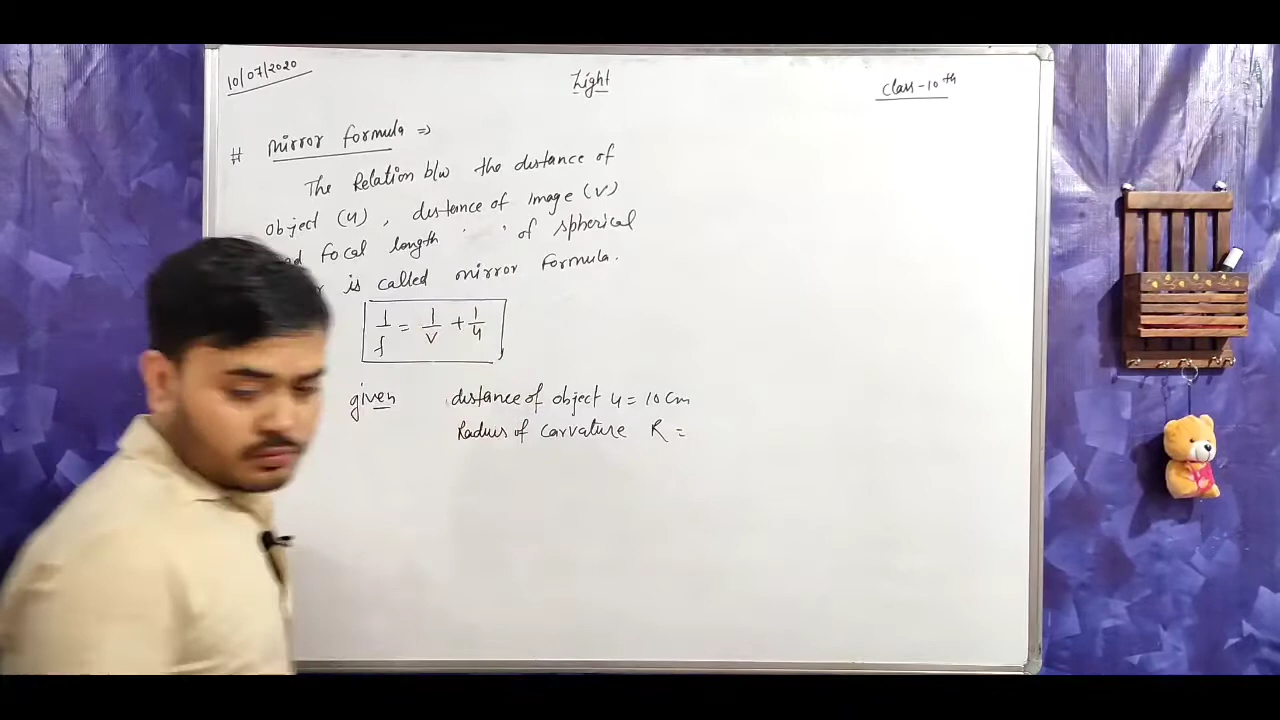 10/07/2020
Light
Class-10th
# Mirror formula ⇒
The Relation b/w the distance of
object (u), distance of image (v)
focal length of spherical
is called mirror formula.
1/f = 1/v + 1/u
given distance of object u = 10 cm
Radius of carvature R =